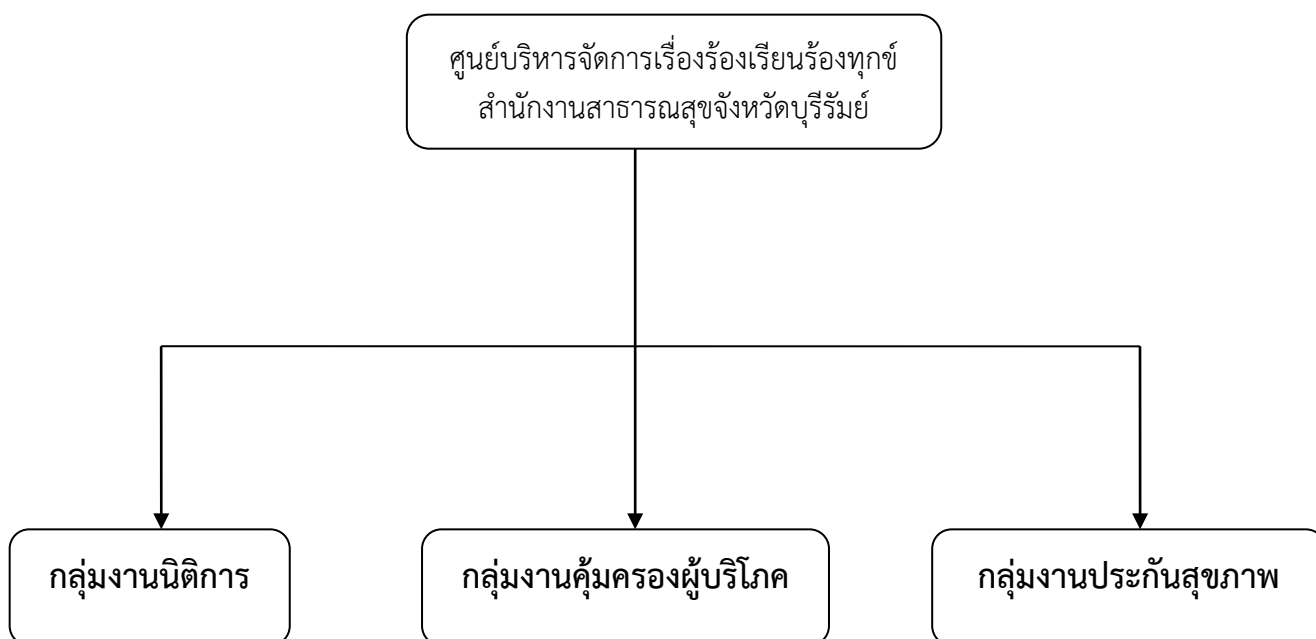 ศูนย์บริหารจัดการเรื่องร้องเรียนร้องทุกข์
สำนักงานสาธารณสุขจังหวัดบุรีรัมย์
กลุ่มงานนิติการ
กลุ่มงานคุ้มครองผู้บริโภค
กลุ่มงานประกันสุขภาพ